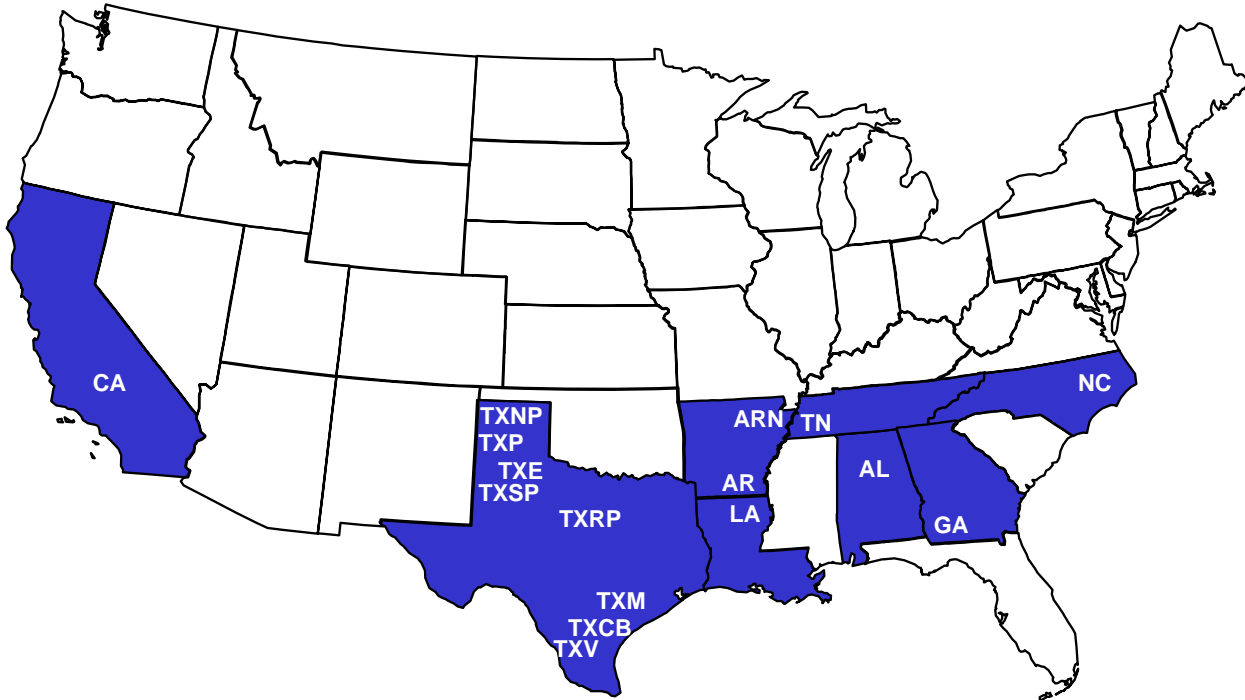 CA
NC
TXNP
ARN
TN
TXP
TXE
AL
TXSP
AR
LA
TXRP
GA
TXM
TXCB
TXV